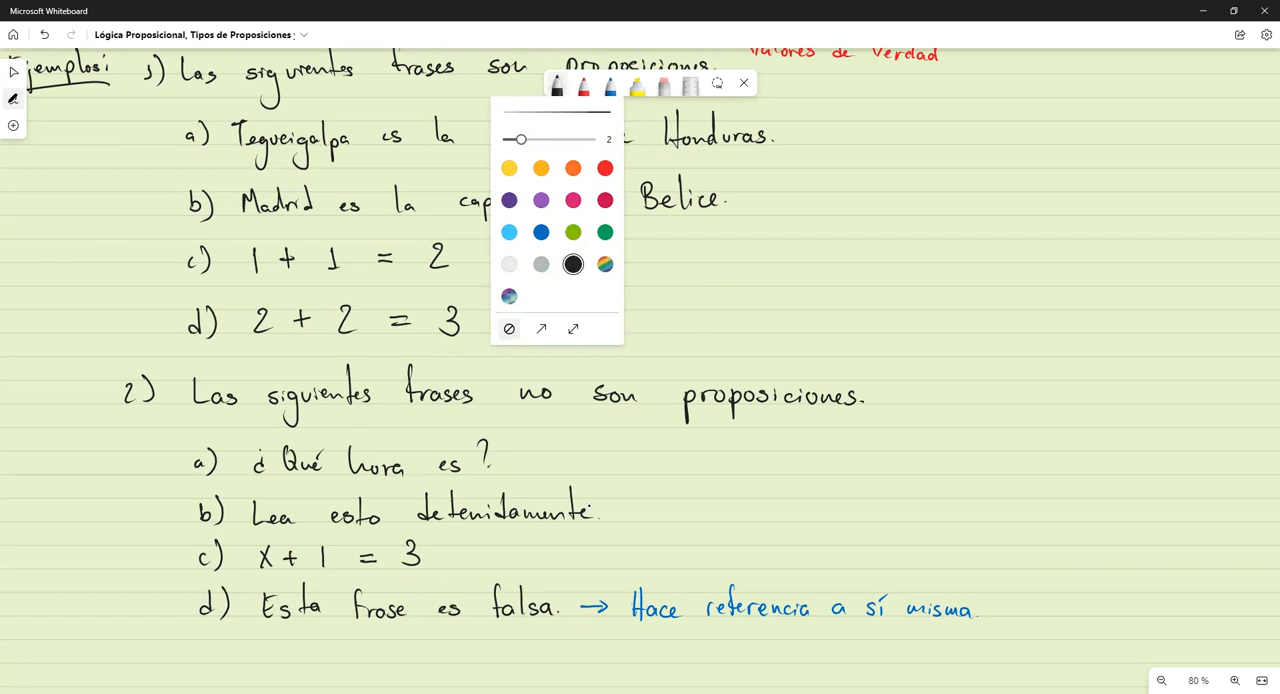 Microsoft Whiteboard
Lógica Proposicional, Tipos de Proposiciones
Valores de Verdad
Ejemplos: 1) Las siguientes frases son proposiciones.
a) Tegucigalpa es la Honduras.
b) Madrid es la cap Belice.
c) 1 + 1 = 2
d) 2 + 2 = 3
2
2) Las siguientes frases no son proposiciones.
a) ¿Qué hora es?
b) Lea esto detenidamente.
c) x + 1 = 3
d) Esta frase es falsa. → Hace referencia a sí misma.
80 %